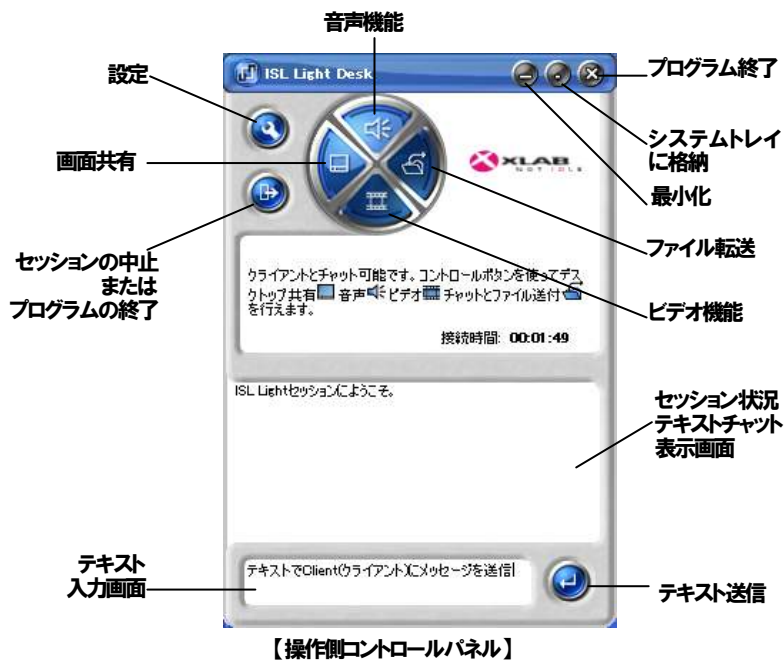 音声機能
設定
ISL Light Desk
プログラム終了
システムトレイ
に格納
画面共有
XLAB
NOT IDLE
最小化
ファイル転送
セッションの中止
または
プログラムの終了
クライアントとチャット可能です。コントロールボタンを使ってデス
クトップ共有 音声 ビデオ チャットとファイル送付
を行えます。
ビデオ機能
接続時間: 00:01:49
ISL Lightセッションにようこそ。
セッション状況
テキストチャット
表示画面
テキスト
入力画面
テキストでClient(クライアント)にメッセージを送信
テキスト送信
【操作側コントロールパネル】